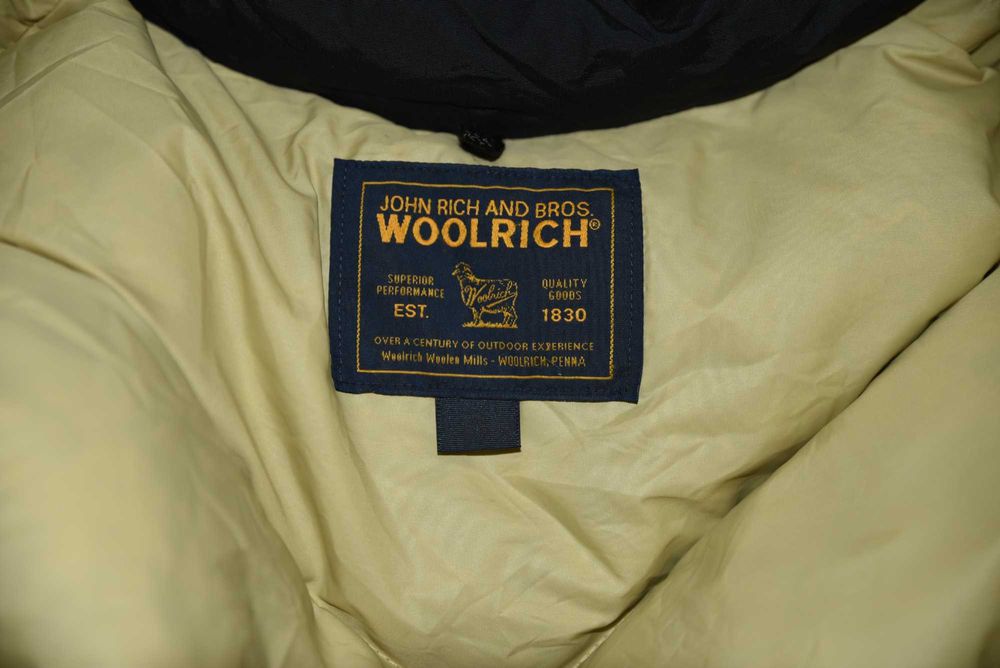 JOHN RICH AND BROS.
WOOLRICH®
SUPERIOR
PERFORMANCE
EST.
Woolrich
QUALITY
GOODS
1830
OVER A CENTURY OF OUTDOOR EXPERIENCE
Woolrich Woolen Mills - WOOLRICH, PENNA